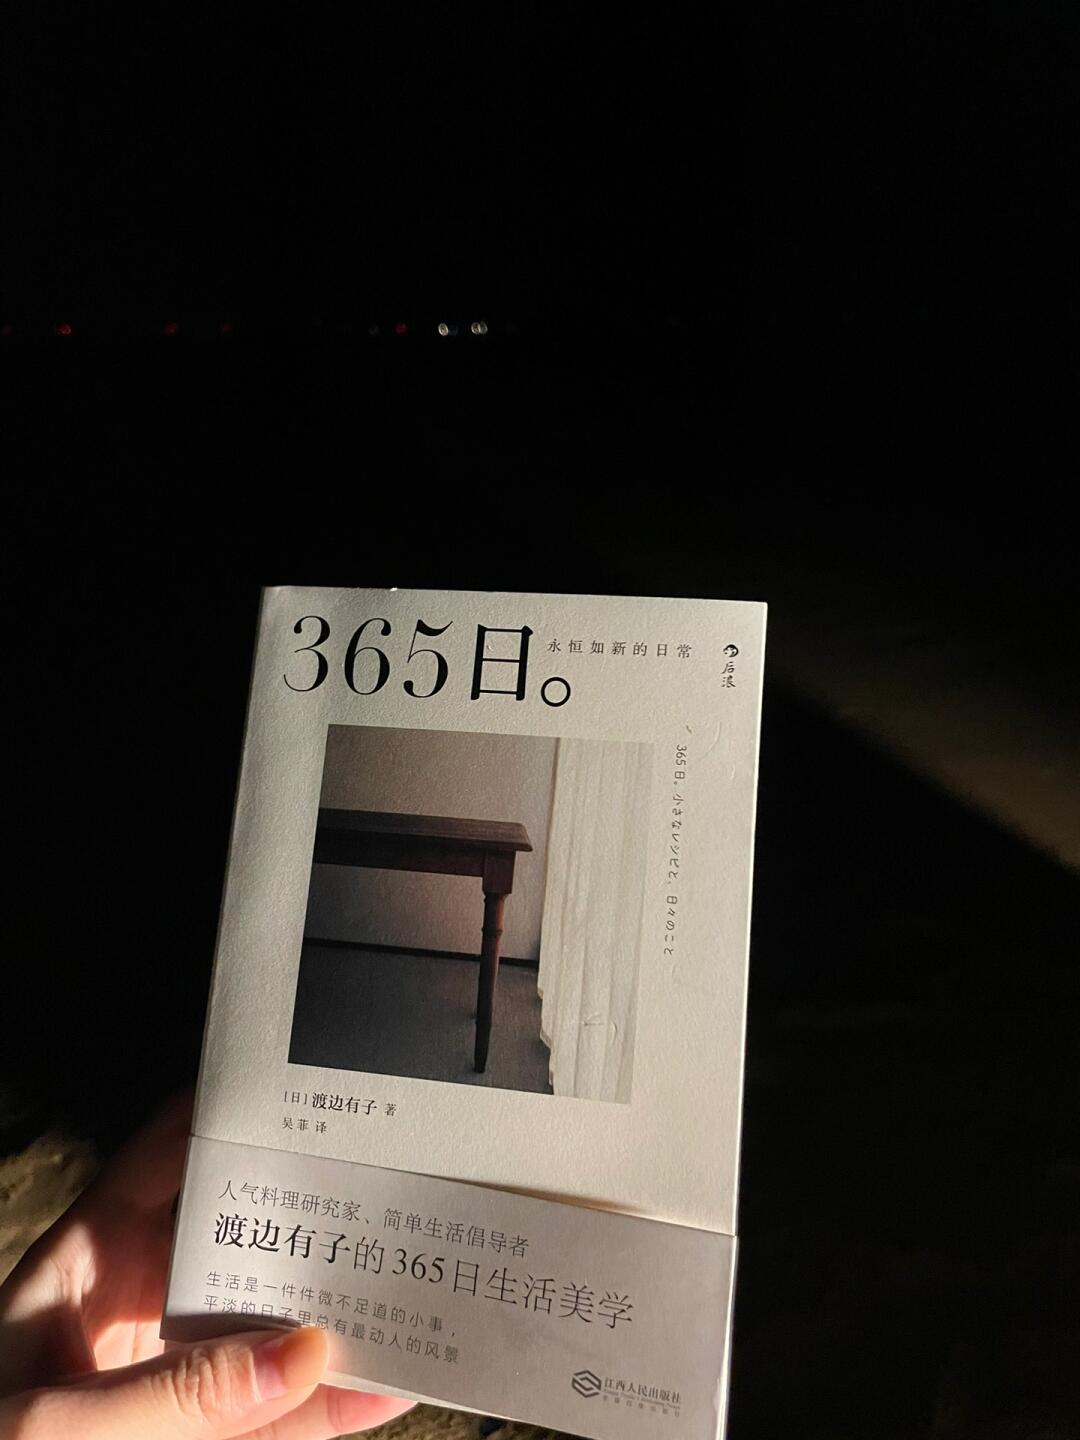 365日。
永恒如新的日常
后浪
365日。小さなレシピと、日々のこと
[日]渡边有子 著
吴菲 译
人气料理研究家、简单生活倡导者
渡边有子的365日生活美学
生活是一件件微不足道的小事，
平淡的日子里总有最动人的风景
江西人民出版社